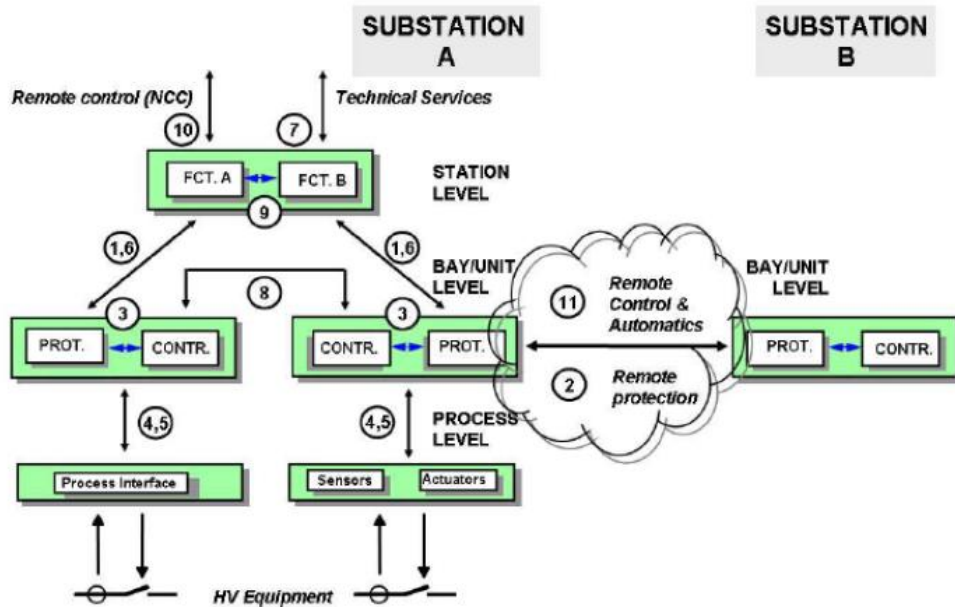 SUBSTATION
A
SUBSTATION
B
Remote control (NCC)
Technical Services
10
7
FCT. A
FCT. B
STATION
LEVEL
9
1,6
1,6
BAY/UNIT
LEVEL
8
BAY/UNIT
LEVEL
11
Remote
Control &
Automatics
3
3
PROT.
CONTR.
CONTR.
PROT.
PROT.
CONTR.
2
Remote
protection
4,5
4,5
PROCESS
LEVEL
Process Interface
Sensors
Actuators
HV Equipment